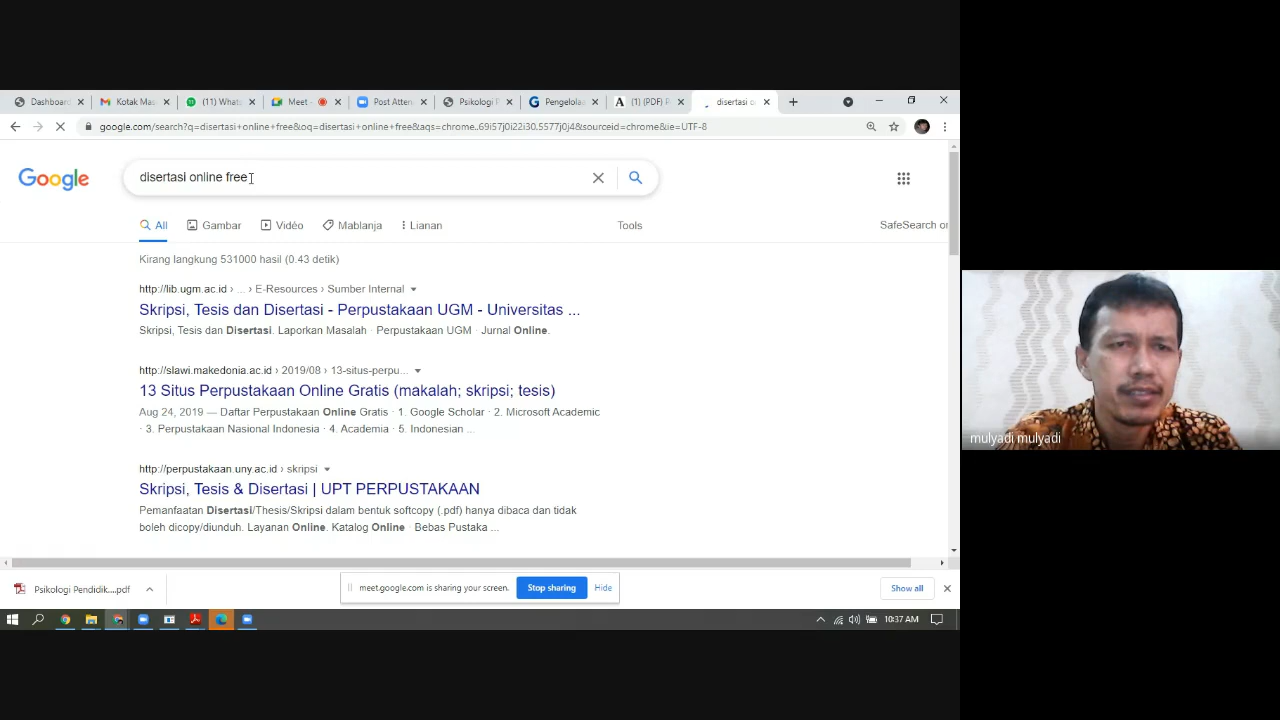 Dashboard
Kotak Mas
(11) Whats
Meet -
Post Atten
Psikologi P
Pengelola
(1) (PDF) P
disertasi o
google.com/search?q=disertasi+online+free&oq=disertasi+online+free&aqs=chrome..69i57j0i22i30.5577j0j4&sourceid=chrome&ie=UTF-8
Google
disertasi online free
All
Gambar
Vidéo
Mablanja
Lianan
Tools
SafeSearch on
Kirang langkung 531000 hasil (0.43 detik)
http://lib.ugm.ac.id › ... › E-Resources › Sumber Internal
Skripsi, Tesis dan Disertasi - Perpustakaan UGM - Universitas ...
Skripsi, Tesis dan Disertasi. Laporkan Masalah · Perpustakaan UGM · Jurnal Online.
http://slawi.makedonia.ac.id › 2019/08 › 13-situs-perpu...
13 Situs Perpustakaan Online Gratis (makalah; skripsi; tesis)
Aug 24, 2019 — Daftar Perpustakaan Online Gratis · 1. Google Scholar · 2. Microsoft Academic
· 3. Perpustakaan Nasional Indonesia · 4. Academia · 5. Indonesian ...
http://perpustakaan.uny.ac.id › skripsi
Skripsi, Tesis & Disertasi | UPT PERPUSTAKAAN
Pemanfaatan Disertasi/Thesis/Skripsi dalam bentuk softcopy (.pdf) hanya dibaca dan tidak
boleh dicopy/diunduh. Layanan Online. Katalog Online · Bebas Pustaka ...
Psikologi Pendidik....pdf
meet.google.com is sharing your screen.
Stop sharing
Hide
Show all
10:37 AM
mulyadi mulyadi